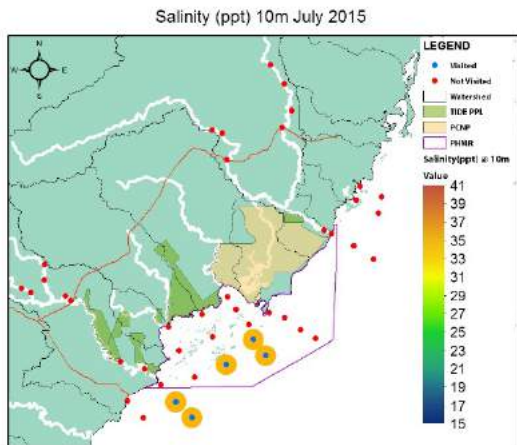 Salinity (ppt) 10m July 2015
N
W E
S
LEGEND
Visited
Not Visited
Watershed
TIDE PPL
PCNP
PHMR
Salinity(ppt) @ 10m
Value
41
39
37
35
33
31
29
27
25
23
21
19
17
15